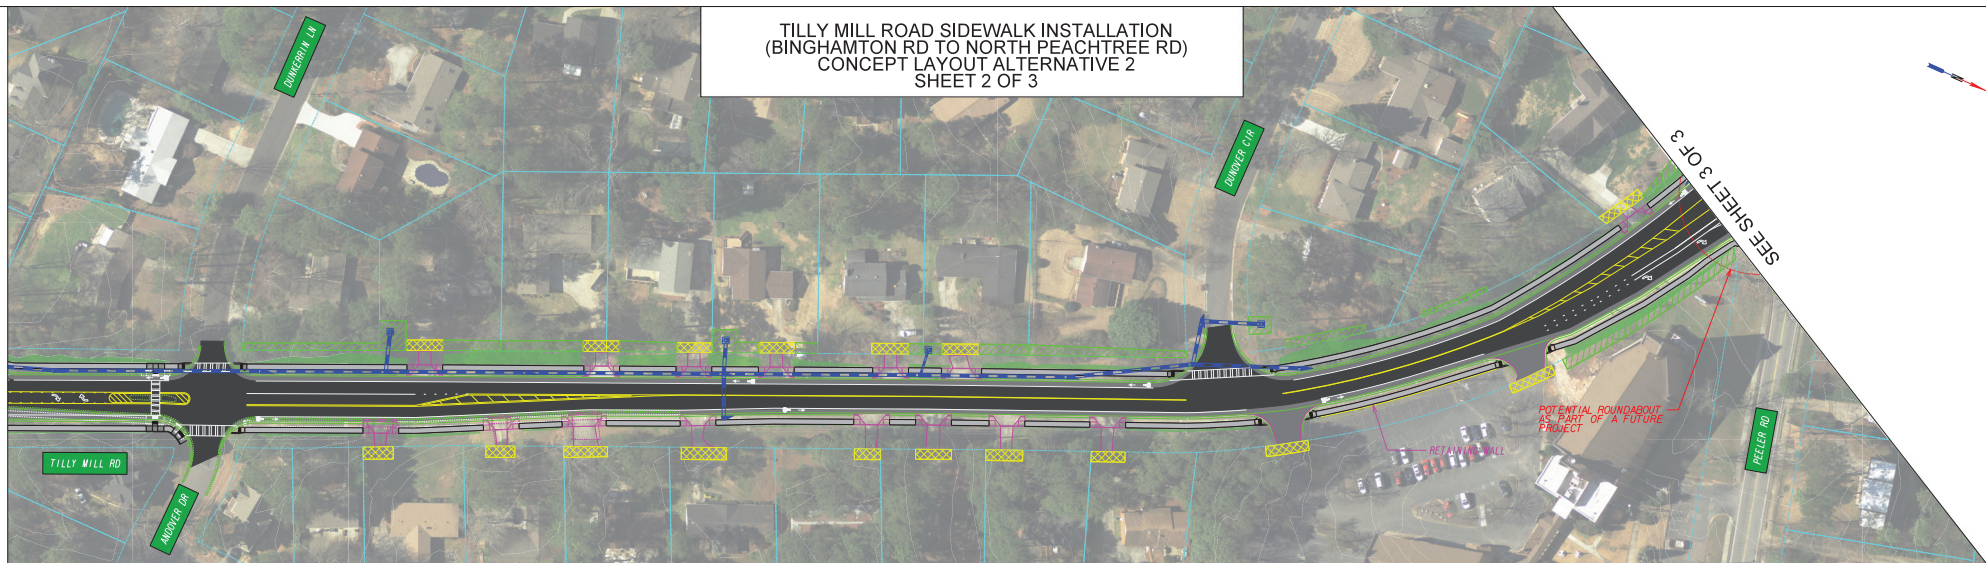 TILLY MILL ROAD SIDEWALK INSTALLATION
(BINGHAMTON RD TO NORTH PEACHTREE RD)
CONCEPT LAYOUT ALTERNATIVE 2
SHEET 2 OF 3
DUNKERRIN LN
DUNOVER CIR
SEE SHEET 3 OF 3
TILLY MILL RD
ANDOVER DR
RETAINING WALL
POTENTIAL ROUNDABOUT
AS PART OF A FUTURE
PROJECT
PEELER RD